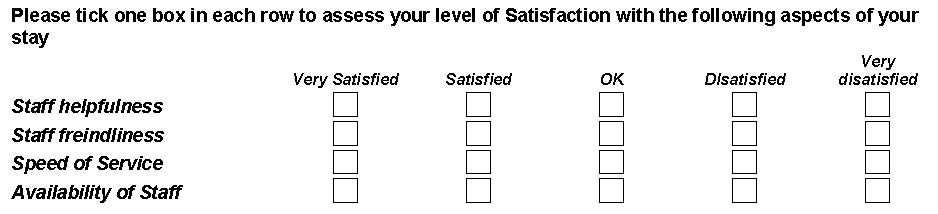 Please tick one box in each row to assess your level of Satisfaction with the following aspects of your
stay
Very Satisfied Satisfied OK DIsatisfied Very disatisfied
Staff helpfulness
Staff freindliness
Speed of Service
Availability of Staff